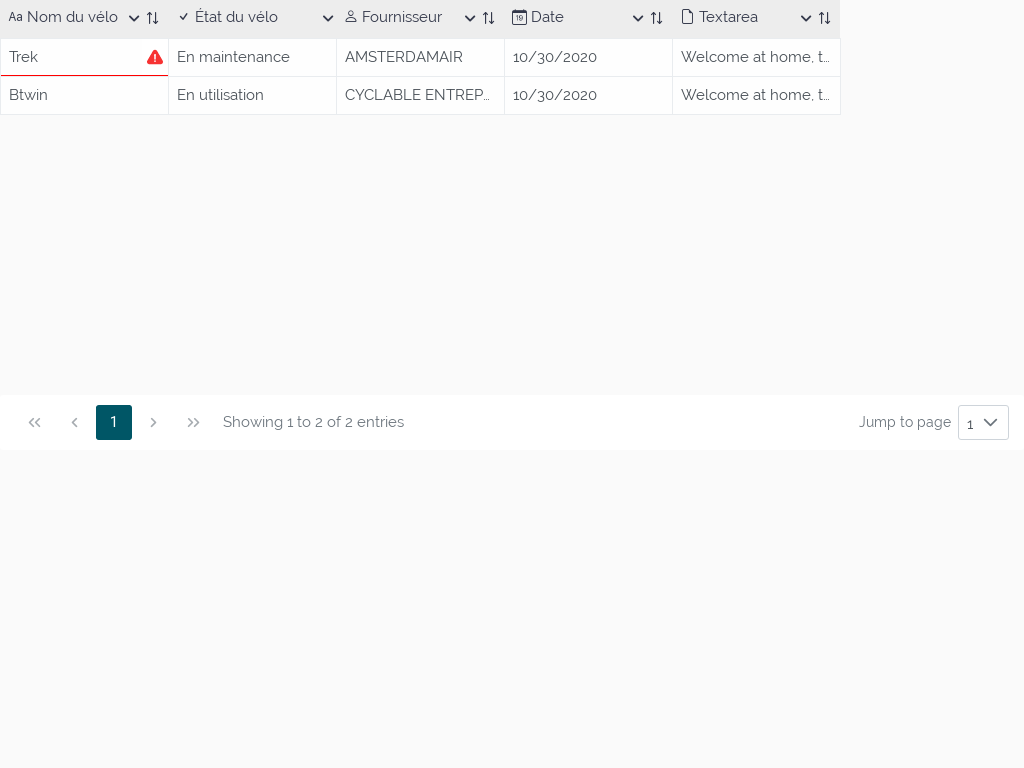 Aa Nom du vélo État du vélo Fournisseur 19 Date Textarea
Trek En maintenance AMSTERDAMAIR 10/30/2020 Welcome at home, t...
Btwin En utilisation CYCLABLE ENTREP... 10/30/2020 Welcome at home, t...
1 Showing 1 to 2 of 2 entries Jump to page 1